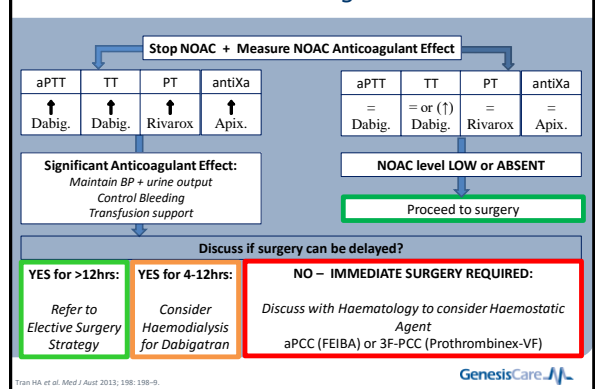 Stop NOAC + Measure NOAC Anticoagulant Effect
aPTT TT PT antiXa
↑ ↑ ↑ ↑
Dabig. Dabig. Rivarox Apix.
aPTT TT PT antiXa
= = or (↑) = =
Dabig. Dabig. Rivarox Apix.
Significant Anticoagulant Effect:
Maintain BP + urine output
Control Bleeding
Transfusion support
NOAC level LOW or ABSENT
Proceed to surgery
Discuss if surgery can be delayed?
YES for >12hrs:
Refer to
Elective Surgery
Strategy
YES for 4-12hrs:
Consider
Haemodialysis
for Dabigatran
NO – IMMEDIATE SURGERY REQUIRED:
Discuss with Haematology to consider Haemostatic
Agent
aPCC (FEIBA) or 3F-PCC (Prothrombinex-VF)
Tran HA et al. Med J Aust 2013; 198: 198–9.
GenesisCare